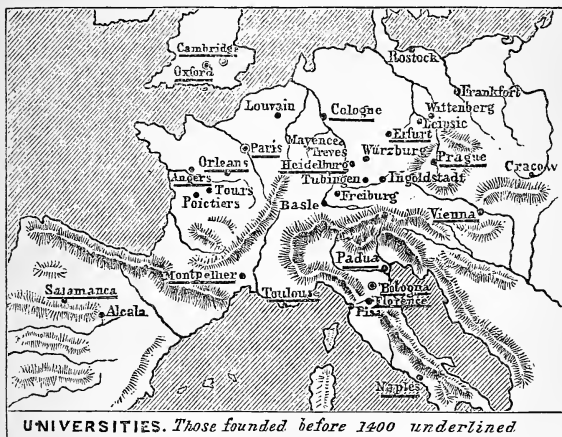 Cambridge
Oxford
Rostock
Frankfort
Louvain
Cologne
Wittenberg
Leipsic
Erfurt
Paris
Mayence
Treves
Würzburg
Heidelburg
Prague
Orleans
Angers
Tubingen
Ingoldstadt
Cracow
Tours
Poictiers
Freiburg
Basle
Vienna
Padua
Montpellier
Bologna
Salamanca
Toulouse
Florence
Pisa
Alcala
Naples
UNIVERSITIES. Those founded before 1400 underlined